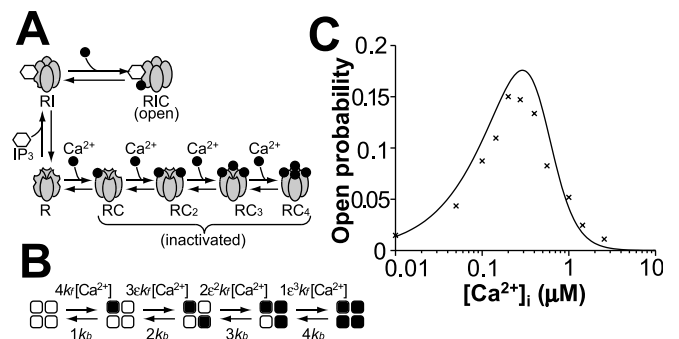 A
RI
RIC
(open)
IP₃
Ca²⁺ Ca²⁺ Ca²⁺ Ca²⁺
R RC RC₂ RC₃ RC₄
(inactivated)
B
4kf[Ca²⁺] 3εkf[Ca²⁺] 2ε²kf[Ca²⁺] 1ε³kf[Ca²⁺]
1kb 2kb 3kb 4kb
C
Open probability
0.2
0.15
0.1
0.05
0
0.01 0.1 1 10
[Ca²⁺]i (μM)